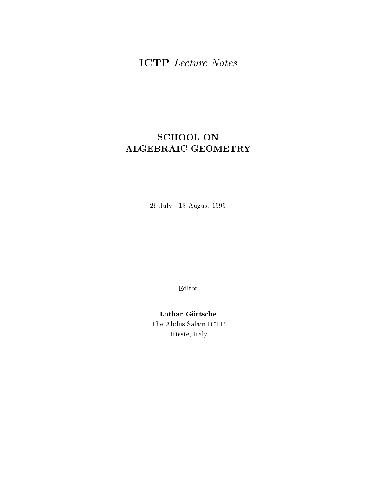 ICTP Lecture Notes
SCHOOL ON
ALGEBRAIC GEOMETRY
26 July - 13 August 1999
Editor
Lothar Göttsche
The Abdus Salam ICTP
Trieste, Italy